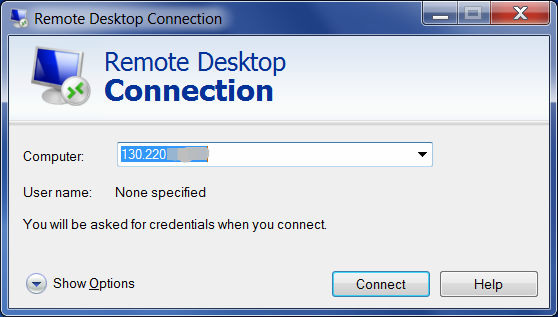 Remote Desktop Connection
Remote Desktop
Connection
Computer: 130.220
User name: None specified
You will be asked for credentials when you connect.
Show Options Connect Help